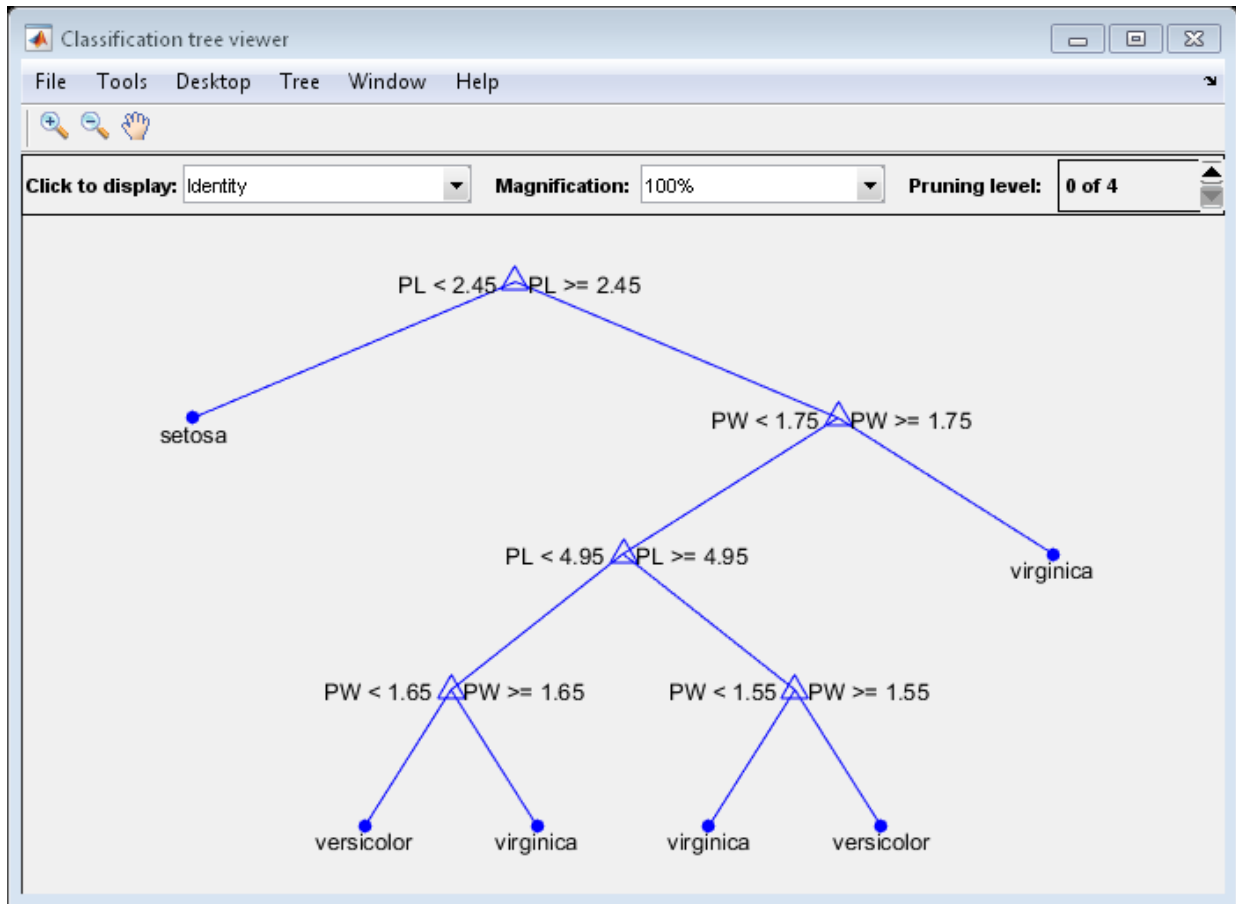 Classification tree viewer
File Tools Desktop Tree Window Help
Click to display: Identity Magnification: 100% Pruning level: 0 of 4
PL < 2.45 PL >= 2.45
setosa
PW < 1.75 PW >= 1.75
PL < 4.95 PL >= 4.95
virginica
PW < 1.65 PW >= 1.65 PW < 1.55 PW >= 1.55
versicolor virginica virginica versicolor